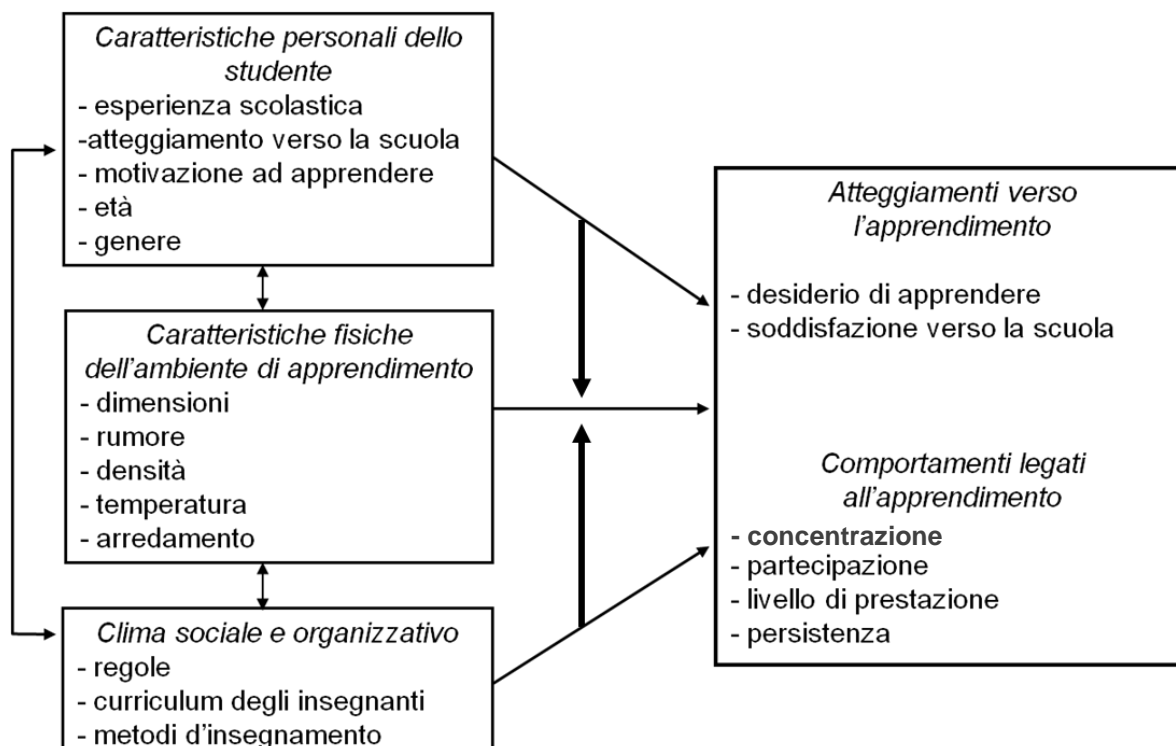 Caratteristiche personali dello
studente
- esperienza scolastica
-atteggiamento verso la scuola
- motivazione ad apprendere
- età
- genere
Caratteristiche fisiche
dell'ambiente di apprendimento
- dimensioni
- rumore
- densità
- temperatura
- arredamento
Clima sociale e organizzativo
- regole
- curriculum degli insegnanti
- metodi d'insegnamento
Atteggiamenti verso
l'apprendimento
- desiderio di apprendere
- soddisfazione verso la scuola
Comportamenti legati
all'apprendimento
- concentrazione
- partecipazione
- livello di prestazione
- persistenza